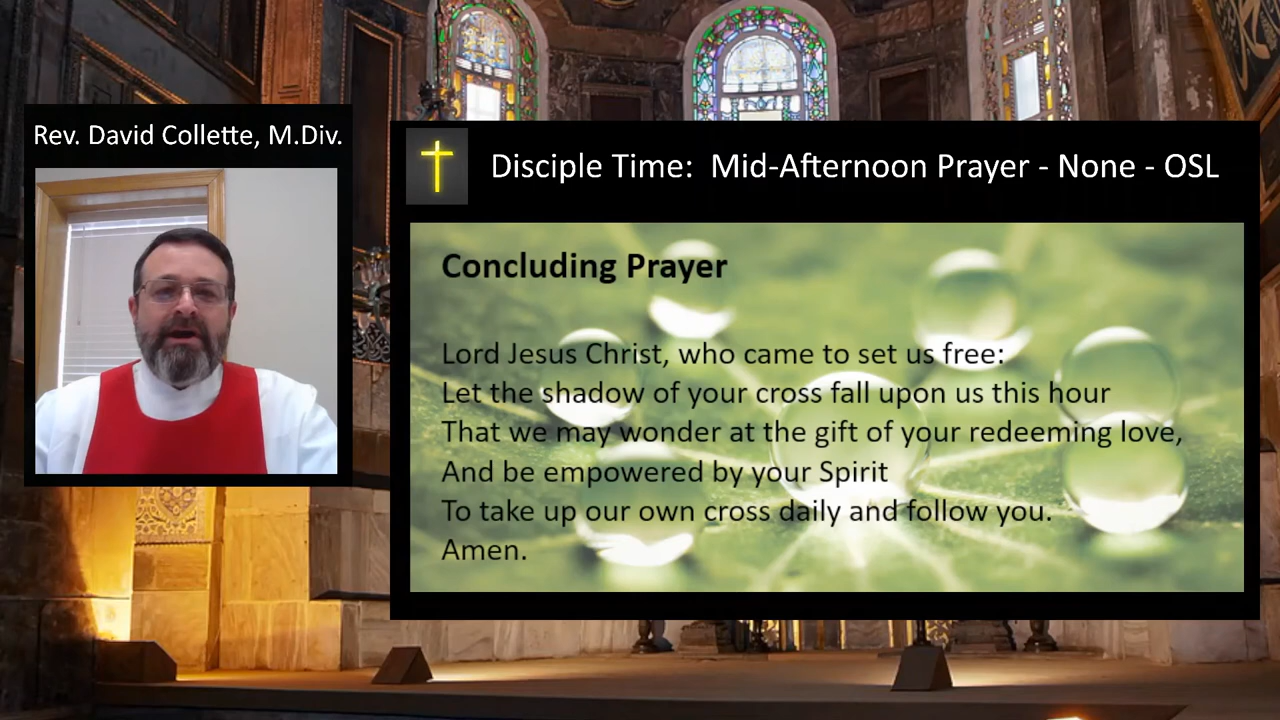 Rev. David Collette, M.Div.
Disciple Time:  Mid-Afternoon Prayer - None - OSL
Concluding Prayer
Lord Jesus Christ, who came to set us free:
Let the shadow of your cross fall upon us this hour
That we may wonder at the gift of your redeeming love,
And be empowered by your Spirit
To take up our own cross daily and follow you.
Amen.